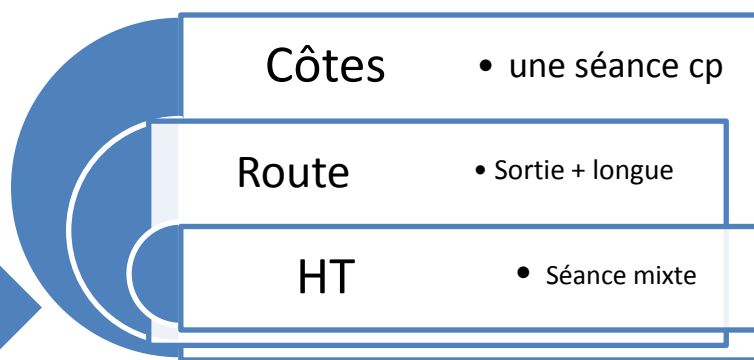 Côtes • une séance cp
Route • Sortie + longue
HT • Séance mixte